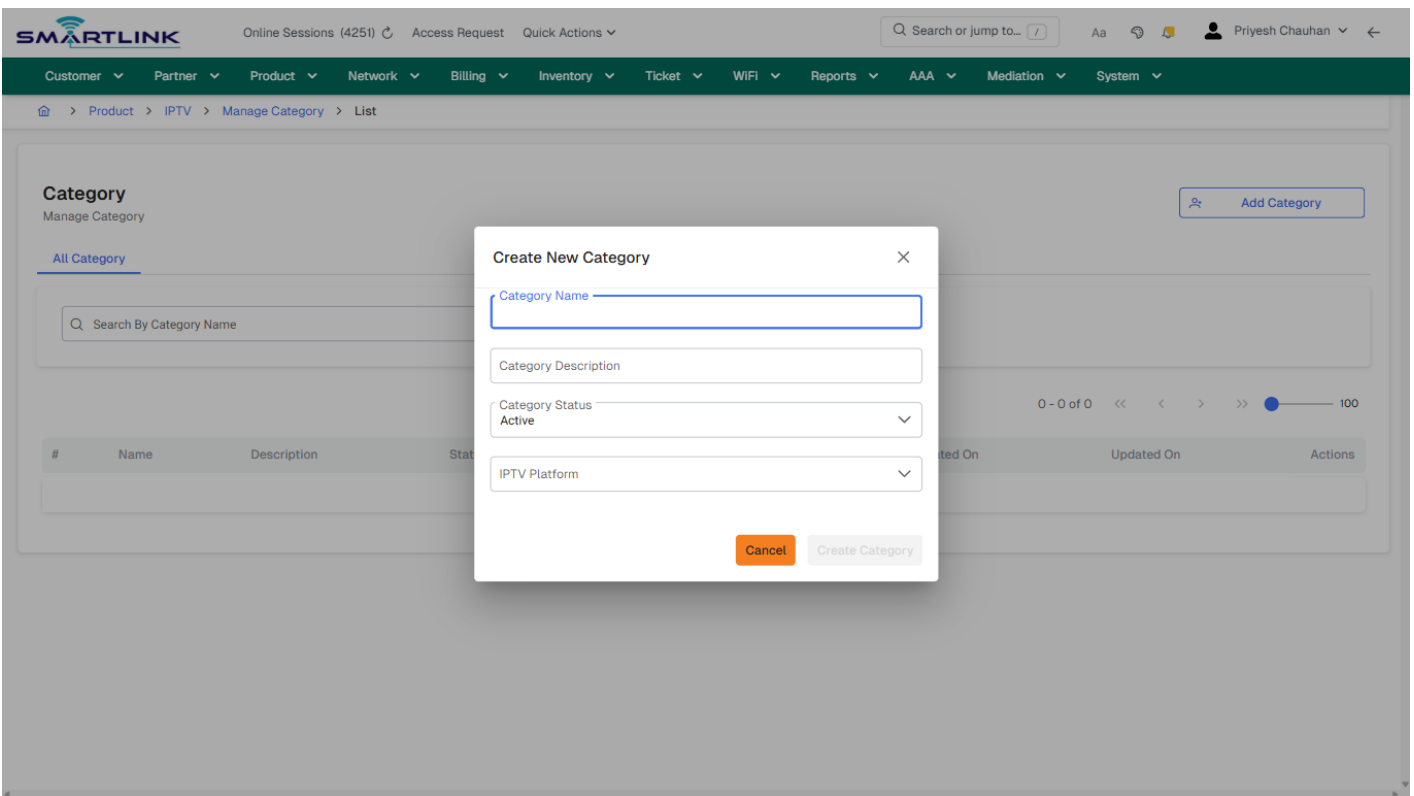 SMARTLINK Online Sessions (4251) Access Request Quick Actions Search or jump to... / Aa Priyesh Chauhan
Customer Partner Product Network Billing Inventory Ticket WiFi Reports AAA Mediation System
> Product > IPTV > Manage Category > List
Category
Manage Category
Add Category
All Category
Search By Category Name
0 - 0 of 0 100
# Name Description Stat ted On Updated On Actions
Create New Category
Category Name
Category Description
Category Status
Active
IPTV Platform
Cancel Create Category